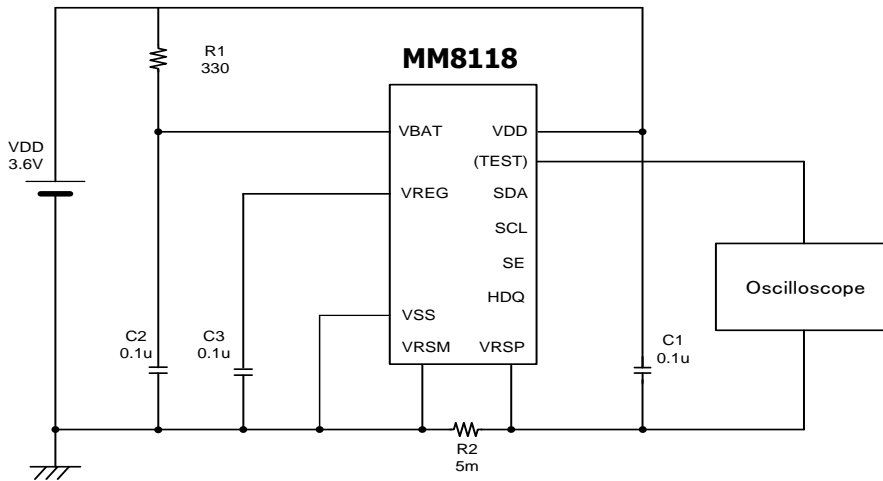 R1
330
MM8118
VDD
3.6V
VBAT
VDD
(TEST)
VREG
SDA
SCL
SE
HDQ
VSS
VRSM
VRSP
Oscilloscope
C2
0.1u
C3
0.1u
C1
0.1u
R2
5m